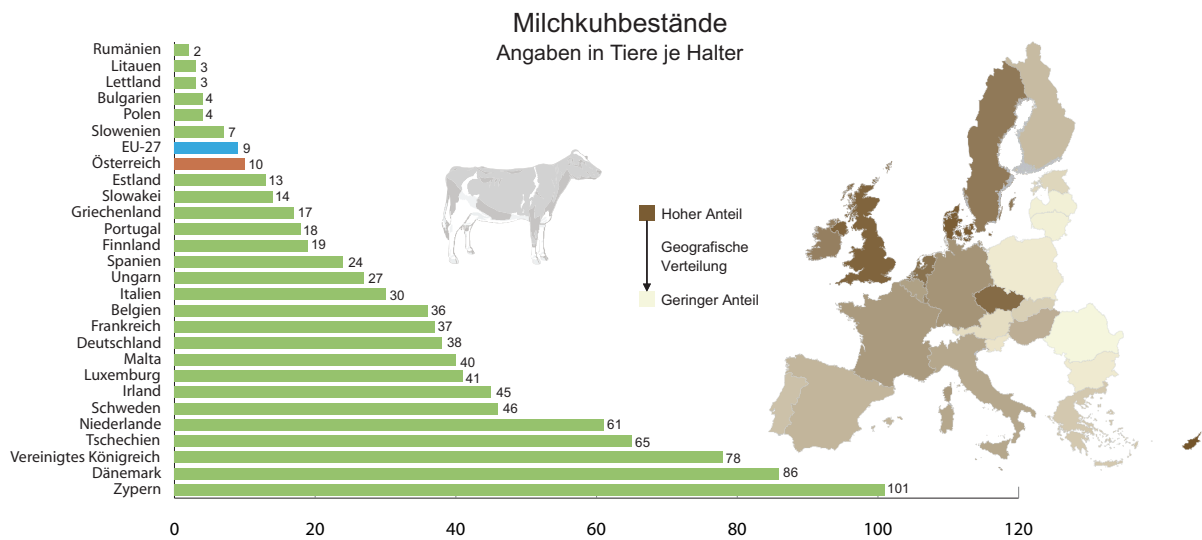 Milchkuhbestände
Angaben in Tiere je Halter
Rumänien 2
Litauen 3
Lettland 3
Bulgarien 4
Polen 4
Slowenien 7
EU-27 9
Österreich 10
Estland 13
Slowakei 14
Griechenland 17
Portugal 18
Finnland 19
Spanien 24
Ungarn 27
Italien 30
Belgien 36
Frankreich 37
Deutschland 38
Malta 40
Luxemburg 41
Irland 45
Schweden 46
Niederlande 61
Tschechien 65
Vereinigtes Königreich 78
Dänemark 86
Zypern 101
0 20 40 60 80 100 120
Hoher Anteil
Geografische
Verteilung
Geringer Anteil